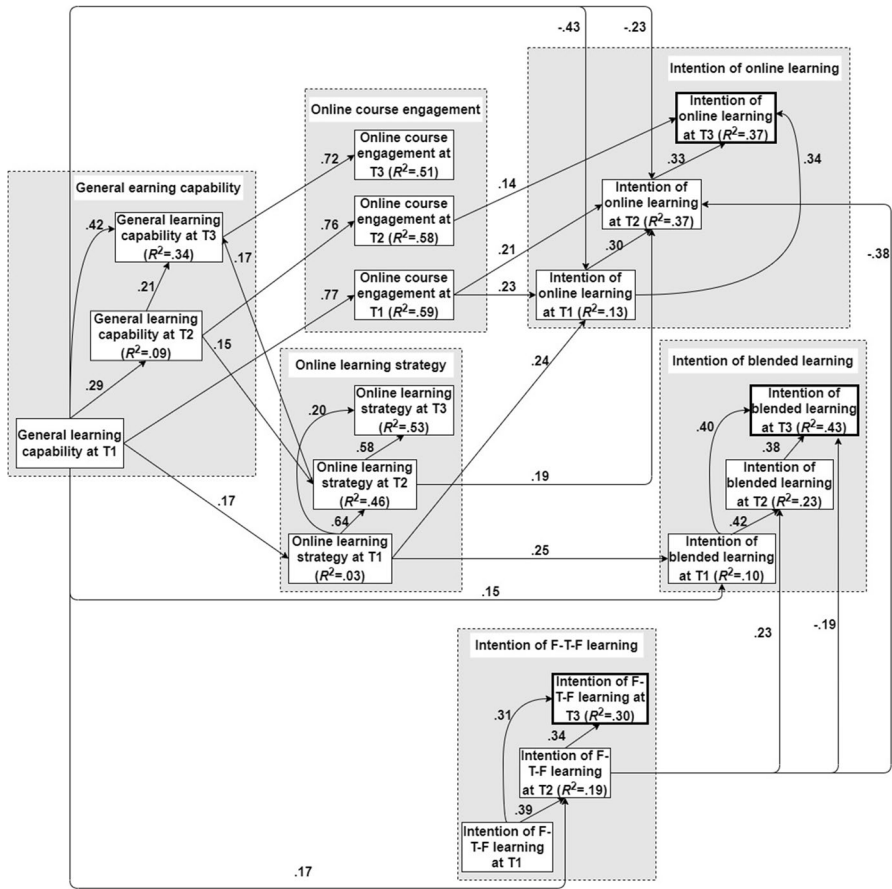 -.43
-.23
Intention of online learning
Online course engagement
Intention of
online learning
at T3 (R²=.37)
Online course
engagement at
T3 (R²=.51)
.72
.33
.34
General earning capability
.14
Intention of
online learning
at T2 (R²=.37)
Online course
engagement at
T2 (R²=.58)
.42
General learning
capability at T3
(R²=.34)
.76
.17
.21
.30
-.38
.21
.77
Online course
engagement at
T1 (R²=.59)
.23
Intention of
online learning
at T1 (R²=.13)
General learning
capability at T2
(R²=.09)
.15
.24
Online learning strategy
Intention of blended learning
.29
.20
Online learning
strategy at T3
(R²=.53)
Intention of
blended learning
at T3 (R²=.43)
.40
General learning
capability at T1
.58
.38
Online learning
strategy at T2
(R²=.46)
.19
Intention of
blended learning
at T2 (R²=.23)
.17
.64
.42
Online learning
strategy at T1
(R²=.03)
.25
Intention of
blended learning
at T1 (R²=.10)
.15
.23
-.19
Intention of F-T-F learning
Intention of F-
T-F learning at
T3 (R²=.30)
.31
.34
Intention of F-
T-F learning
at T2 (R²=.19)
.39
Intention of F-
T-F learning
at T1
.17